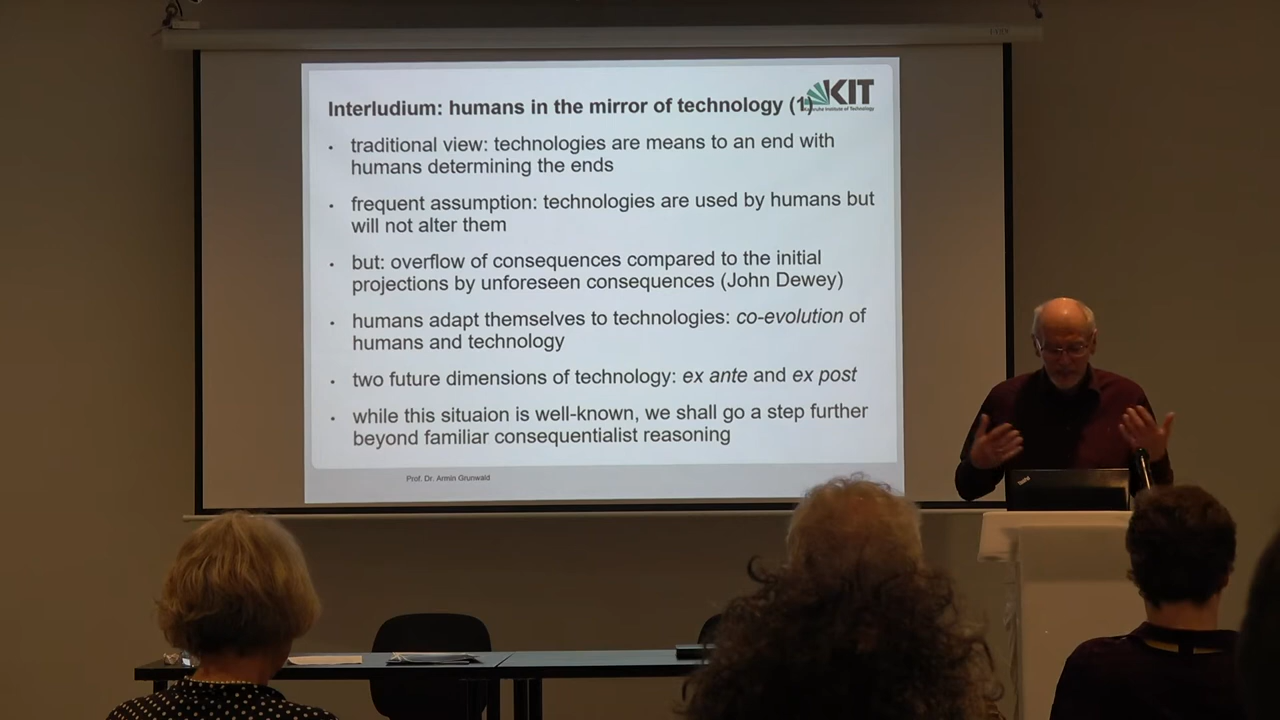 Interludium: humans in the mirror of technology (1)
KIT
Karlsruhe Institute of Technology
• traditional view: technologies are means to an end with
humans determining the ends
• frequent assumption: technologies are used by humans but
will not alter them
• but: overflow of consequences compared to the initial
projections by unforeseen consequences (John Dewey)
• humans adapt themselves to technologies: co-evolution of
humans and technology
• two future dimensions of technology: ex ante and ex post
• while this situaion is well-known, we shall go a step further
beyond familiar consequentialist reasoning
Prof. Dr. Armin Grunwald